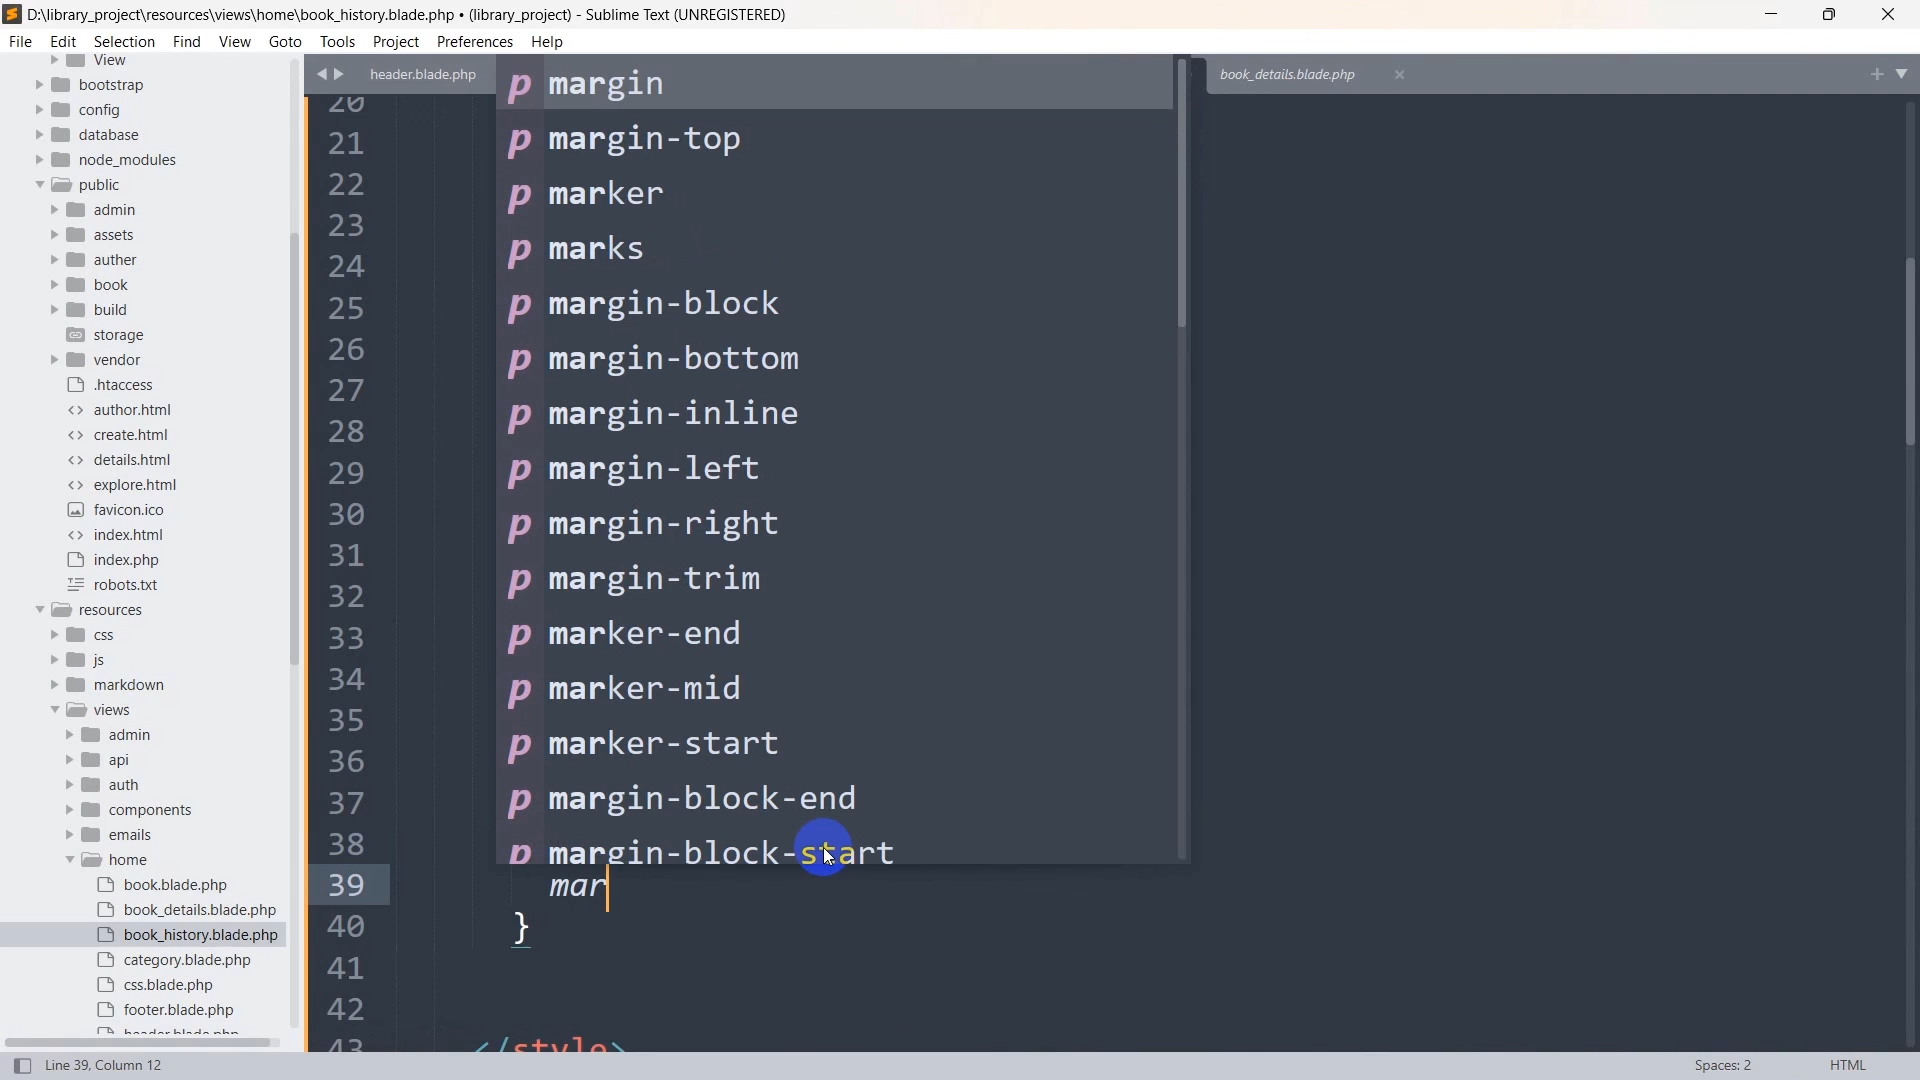 D:\library_project\resources\views\home\book_history.blade.php • (library_project) - Sublime Text (UNREGISTERED)
File Edit Selection Find View Goto Tools Project Preferences Help
View
bootstrap
config
database
node_modules
public
admin
assets
auther
book
build
storage
vendor
.htaccess
author.html
create.html
details.html
explore.html
favicon.ico
index.html
index.php
robots.txt
resources
css
js
markdown
views
admin
api
auth
components
emails
home
book.blade.php
book_details.blade.php
book_history.blade.php
category.blade.php
css.blade.php
footer.blade.php
header.blade.php
header.blade.php book_details.blade.php
20
21
22
23
24
25
26
27
28
29
30
31
32
33
34
35
36
37
38
39 mar
40 }
41
42
43 </style>
p margin
p margin-top
p marker
p marks
p margin-block
p margin-bottom
p margin-inline
p margin-left
p margin-right
p margin-trim
p marker-end
p marker-mid
p marker-start
p margin-block-end
p margin-block-start
Line 39, Column 12 Spaces: 2 HTML